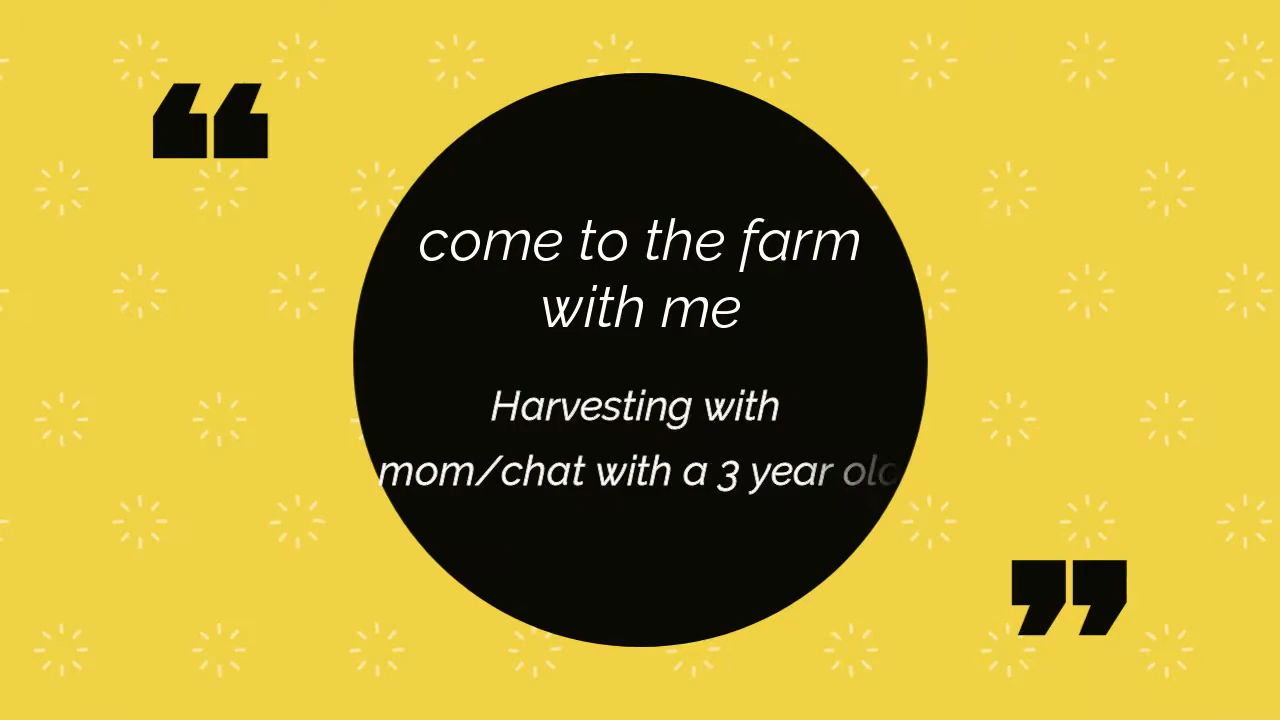 “
come to the farm
with me
Harvesting with
mom/chat with a 3 year old
”